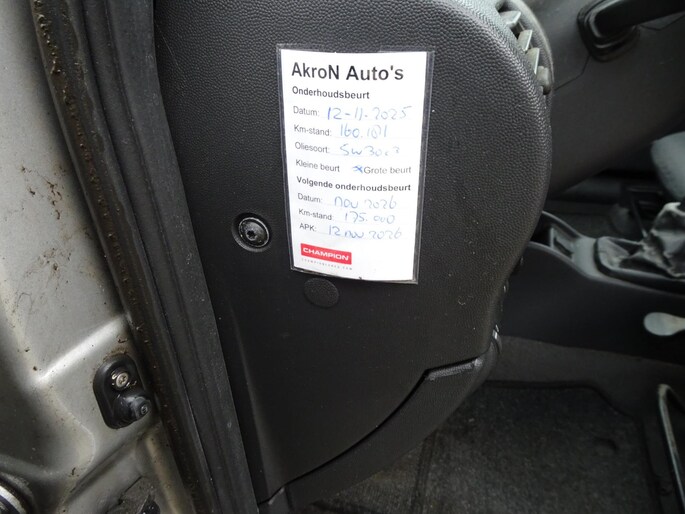 AkroN Auto's
Onderhoudsbeurt
Datum: 12-11-2025
Km-stand: 160.101
Oliesoort: 5w30
Kleine beurt Grote beurt
Volgende onderhoudsbeurt
Datum: nov 2026
Km-stand 175.000
APK: 12 nov 2026
CHAMPION